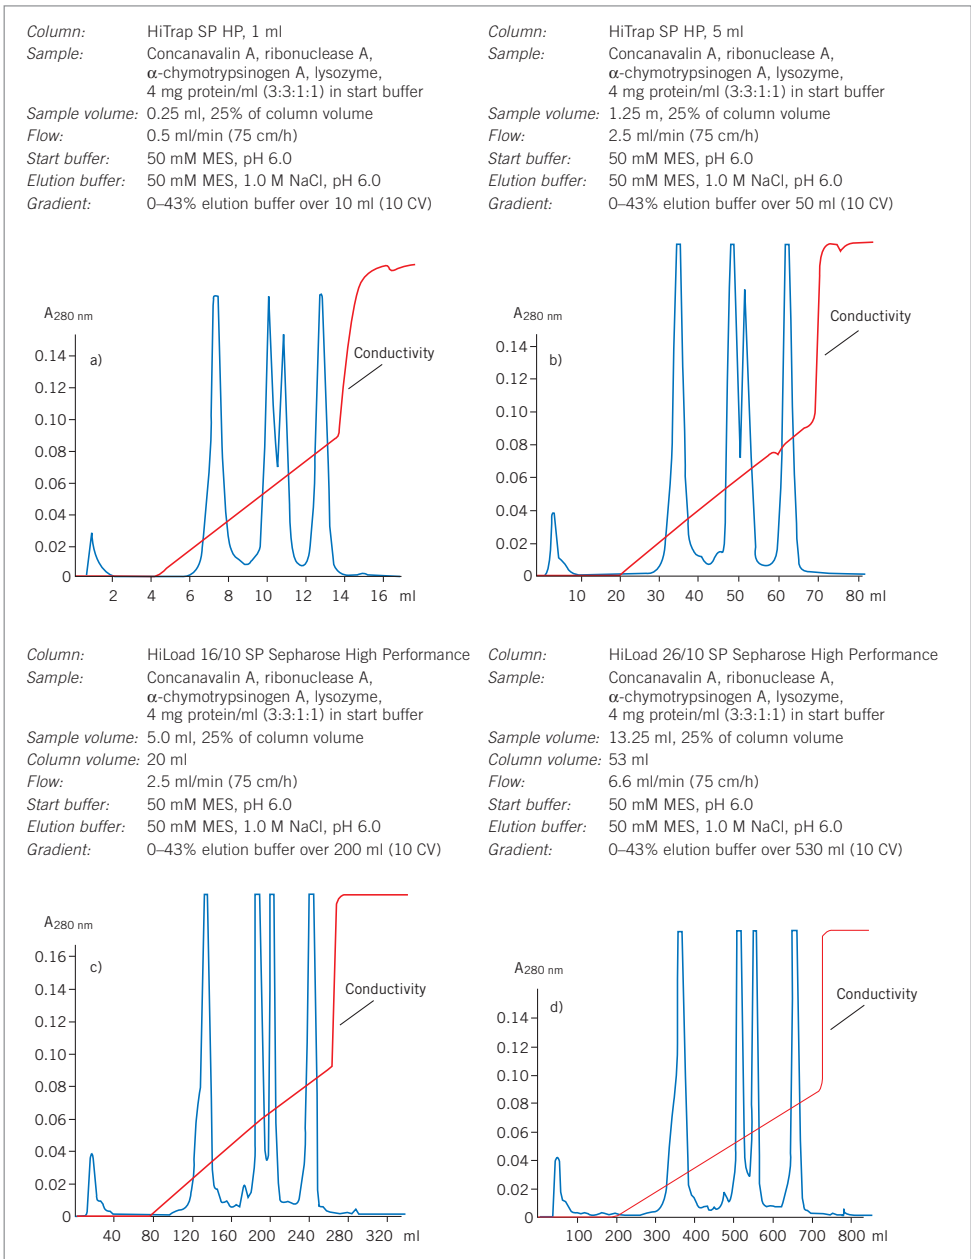 Column: HiTrap SP HP, 1 ml
Sample: Concanavalin A, ribonuclease A,
α-chymotrypsinogen A, lysozyme,
4 mg protein/ml (3:3:1:1) in start buffer
Sample volume: 0.25 ml, 25% of column volume
Flow: 0.5 ml/min (75 cm/h)
Start buffer: 50 mM MES, pH 6.0
Elution buffer: 50 mM MES, 1.0 M NaCl, pH 6.0
Gradient: 0–43% elution buffer over 10 ml (10 CV)
A280 nm
a)
Conductivity
0.14
0.12
0.10
0.08
0.06
0.04
0.02
0
2 4 6 8 10 12 14 16 ml
Column: HiTrap SP HP, 5 ml
Sample: Concanavalin A, ribonuclease A,
α-chymotrypsinogen A, lysozyme,
4 mg protein/ml (3:3:1:1) in start buffer
Sample volume: 1.25 m, 25% of column volume
Flow: 2.5 ml/min (75 cm/h)
Start buffer: 50 mM MES, pH 6.0
Elution buffer: 50 mM MES, 1.0 M NaCl, pH 6.0
Gradient: 0–43% elution buffer over 50 ml (10 CV)
A280 nm
Conductivity
b)
0.14
0.12
0.10
0.08
0.06
0.04
0.02
0
10 20 30 40 50 60 70 80 ml
Column: HiLoad 16/10 SP Sepharose High Performance
Sample: Concanavalin A, ribonuclease A,
α-chymotrypsinogen A, lysozyme,
4 mg protein/ml (3:3:1:1) in start buffer
Sample volume: 5.0 ml, 25% of column volume
Column volume: 20 ml
Flow: 2.5 ml/min (75 cm/h)
Start buffer: 50 mM MES, pH 6.0
Elution buffer: 50 mM MES, 1.0 M NaCl, pH 6.0
Gradient: 0–43% elution buffer over 200 ml (10 CV)
A280 nm
c)
Conductivity
0.16
0.14
0.12
0.10
0.08
0.06
0.04
0.02
0
40 80 120 160 200 240 280 320 ml
Column: HiLoad 26/10 SP Sepharose High Performance
Sample: Concanavalin A, ribonuclease A,
α-chymotrypsinogen A, lysozyme,
4 mg protein/ml (3:3:1:1) in start buffer
Sample volume: 13.25 ml, 25% of column volume
Column volume: 53 ml
Flow: 6.6 ml/min (75 cm/h)
Start buffer: 50 mM MES, pH 6.0
Elution buffer: 50 mM MES, 1.0 M NaCl, pH 6.0
Gradient: 0–43% elution buffer over 530 ml (10 CV)
A280 nm
Conductivity
d)
0.14
0.12
0.10
0.08
0.06
0.04
0.02
0
100 200 300 400 500 600 700 800 ml